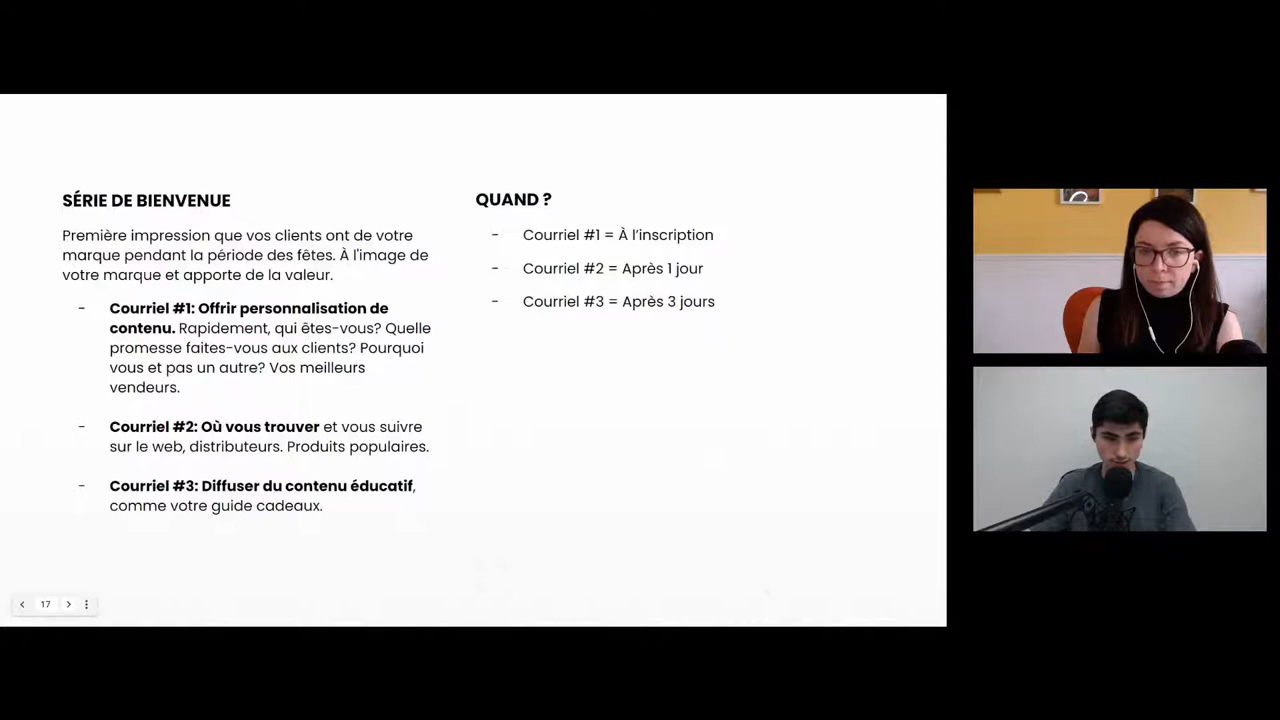 SÉRIE DE BIENVENUE
Première impression que vos clients ont de votre
marque pendant la période des fêtes. À l'image de
votre marque et apporte de la valeur.
- Courriel #1: Offrir personnalisation de
contenu. Rapidement, qui êtes-vous? Quelle
promesse faites-vous aux clients? Pourquoi
vous et pas un autre? Vos meilleurs
vendeurs.
- Courriel #2: Où vous trouver et vous suivre
sur le web, distributeurs. Produits populaires.
- Courriel #3: Diffuser du contenu éducatif,
comme votre guide cadeaux.
QUAND ?
- Courriel #1 = À l’inscription
- Courriel #2 = Après 1 jour
- Courriel #3 = Après 3 jours
17